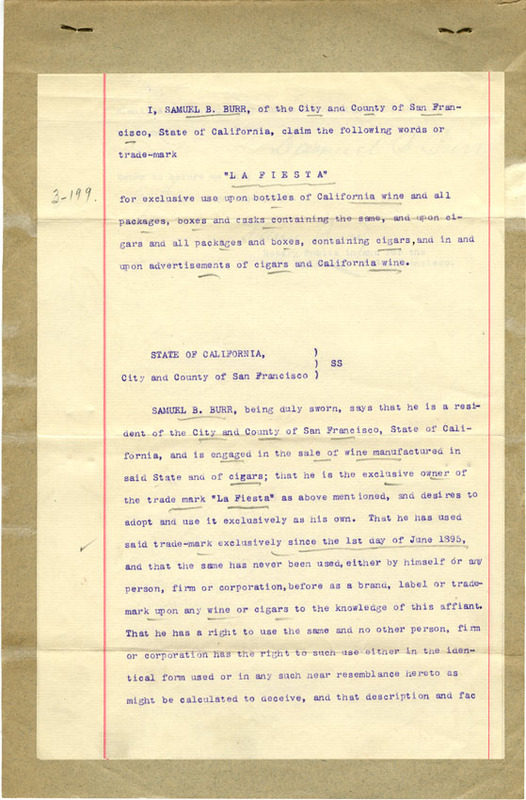 I, SAMUEL B. BURR, of the City and County of San Fran-
cisco, State of California, claim the following words or
trade-mark
"LA FIESTA"
3-199.
for exclusive use upon bottles of California wine and all
packages, boxes and casks containing the same, and upon ci-
gars and all packages and boxes, containing cigars,and in and
upon advertisements of cigars and California wine.
STATE OF CALIFORNIA, )
) SS
City and County of San Francisco )
SAMUEL B. BURR, being duly sworn, says that he is a resi-
dent of the City and County of San Francisco, State of Cali-
fornia, and is engaged in the sale of wine manufactured in
said State and of cigars; that he is the exclusive owner of
the trade mark "La Fiesta" as above mentioned, and desires to
adopt and use it exclusively as his own. That he has used
said trade-mark exclusively since the 1st day of June 1895,
and that the same has never been used,either by himself or any
person, firm or corporation,before as a brand, label or trade-
mark upon any wine or cigars to the knowledge of this affiant.
That he has a right to use the same and no other person, firm
or corporation has the right to such use either in the iden-
tical form used or in any such near resemblance hereto as
might be calculated to deceive, and that description and fac